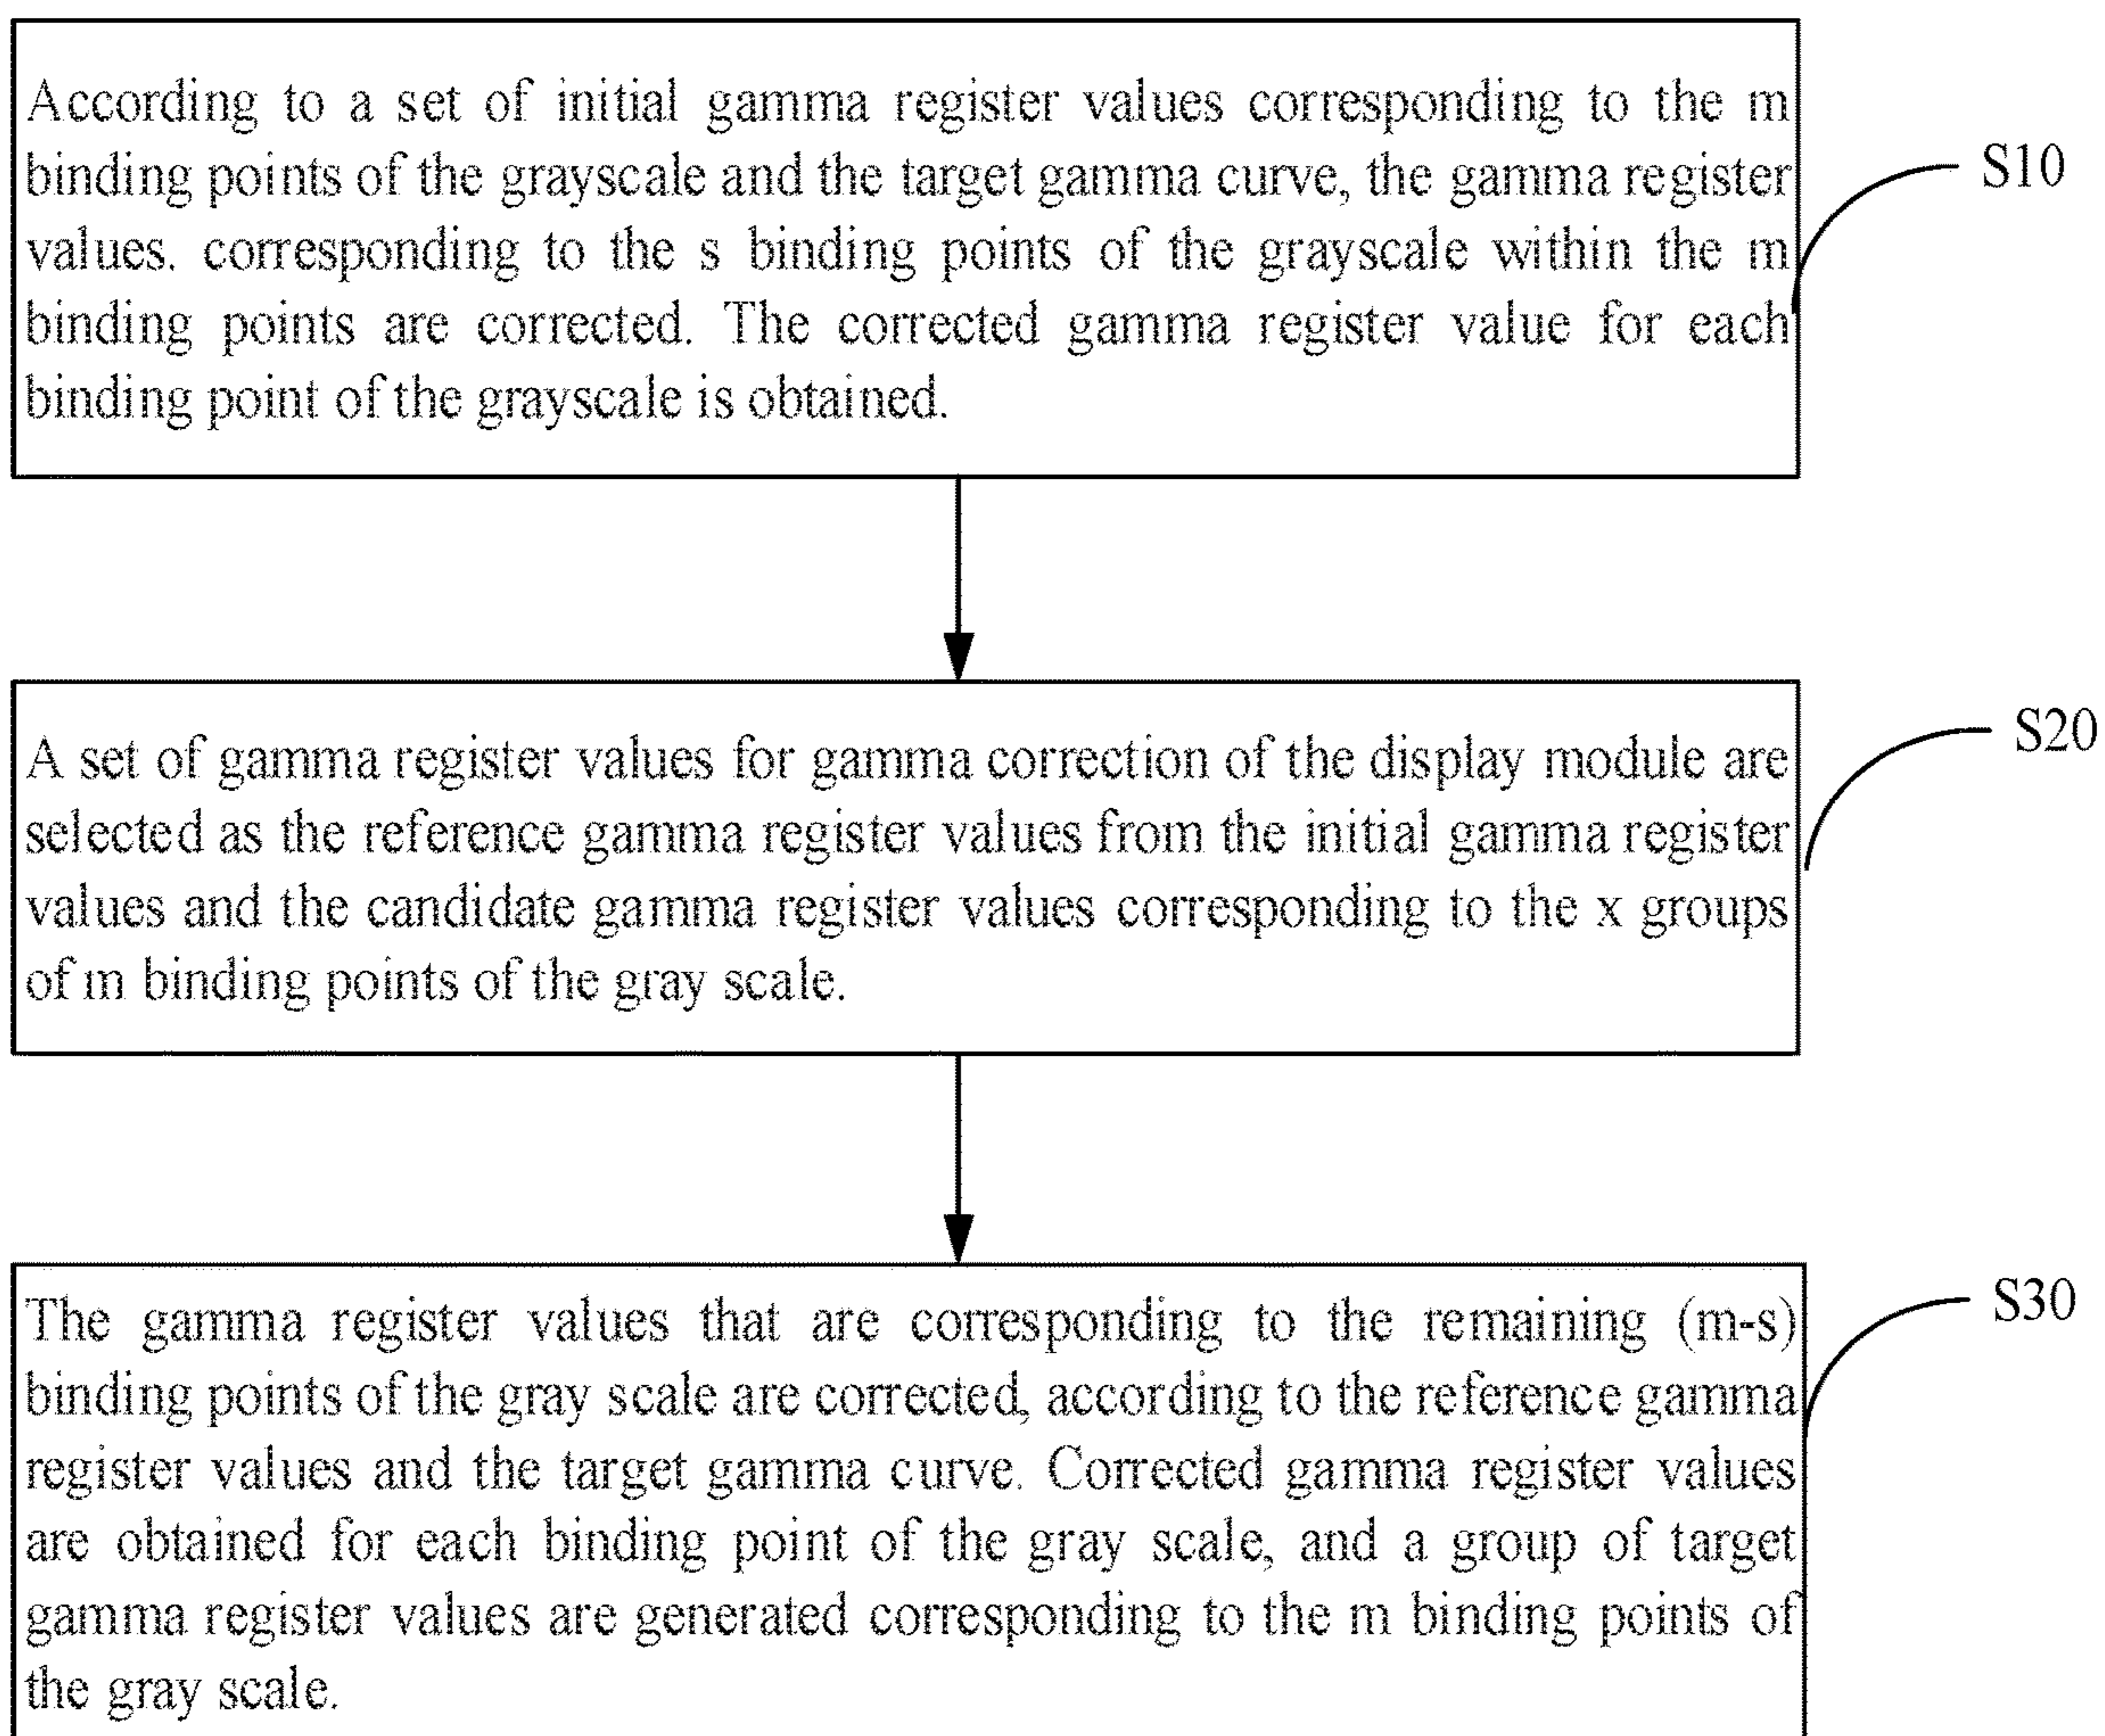 According to a set of initial gamma register values corresponding to the m
binding points of the grayscale and the target gamma curve, the gamma register
values. corresponding to the s binding points of the grayscale within the m
binding points are corrected. The corrected gamma register value for each
binding point of the grayscale is obtained.
S10
A set of gamma register values for gamma correction of the display module are
selected as the reference gamma register values from the initial gamma register
values and the candidate gamma register values corresponding to the x groups
of m binding points of the gray scale.
S20
The gamma register values that are corresponding to the remaining (m-s)
binding points of the gray scale are corrected, according to the reference gamma
register values and the target gamma curve. Corrected gamma register values
are obtained for each binding point of the gray scale, and a group of target
gamma register values are generated corresponding to the m binding points of
the gray scale.
S30